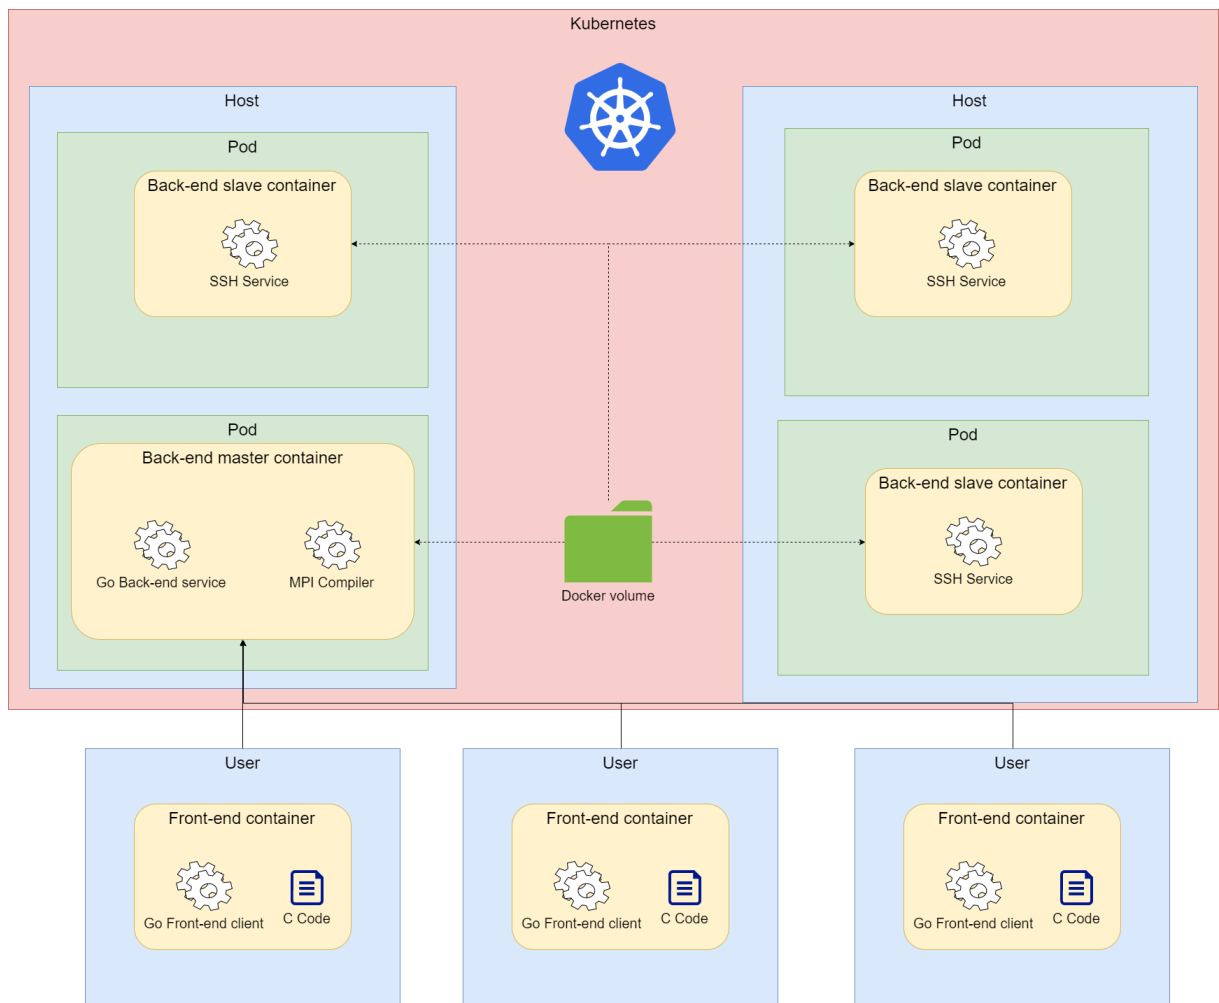 Kubernetes
Host
Host
Pod
Pod
Back-end slave container
SSH Service
Back-end slave container
SSH Service
Pod
Back-end master container
Go Back-end service
MPI Compiler
Docker volume
Pod
Back-end slave container
SSH Service
User
Front-end container
Go Front-end client
C Code
User
Front-end container
Go Front-end client
C Code
User
Front-end container
Go Front-end client
C Code